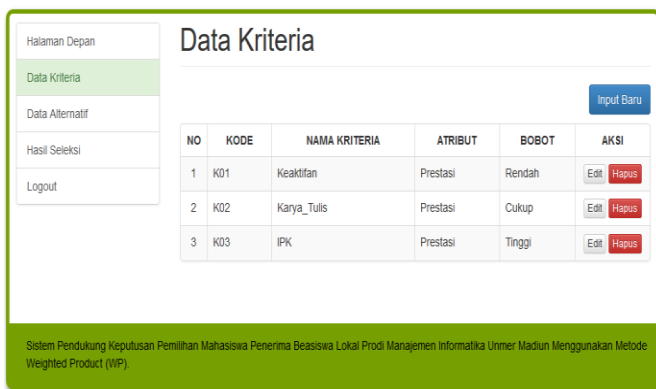 Halaman Depan
Data Kriteria
Data Alternatif
Hasil Seleksi
Logout
Data Kriteria
Input Baru
NO KODE NAMA KRITERIA ATRIBUT BOBOT AKSI
1 K01 Keaktifan Prestasi Rendah Edit Hapus
2 K02 Karya_Tulis Prestasi Cukup Edit Hapus
3 K03 IPK Prestasi Tinggi Edit Hapus
Sistem Pendukung Keputusan Pemilihan Mahasiswa Penerima Beasiswa Lokal Prodi Manajemen Informatika Unmer Madiun Menggunakan Metode
Weighted Product (WP).